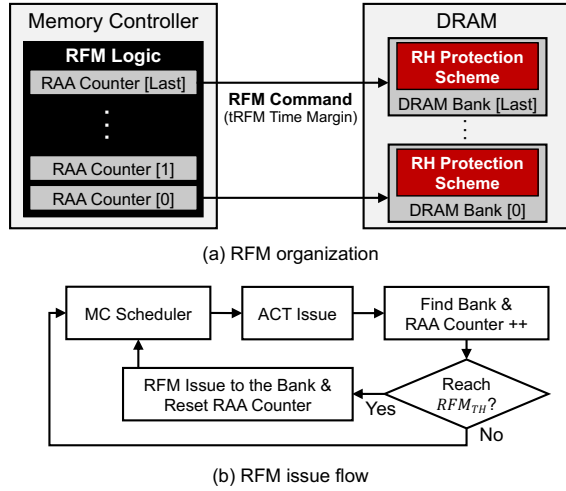 Memory Controller
RFM Logic
RAA Counter [Last]
RAA Counter [1]
RAA Counter [0]
RFM Command
(tRFM Time Margin)
DRAM
RH Protection
Scheme
DRAM Bank [Last]
RH Protection
Scheme
DRAM Bank [0]
(a) RFM organization
MC Scheduler
ACT Issue
Find Bank &
RAA Counter ++
Reach
RFM_TH?
Yes
No
RFM Issue to the Bank &
Reset RAA Counter
(b) RFM issue flow